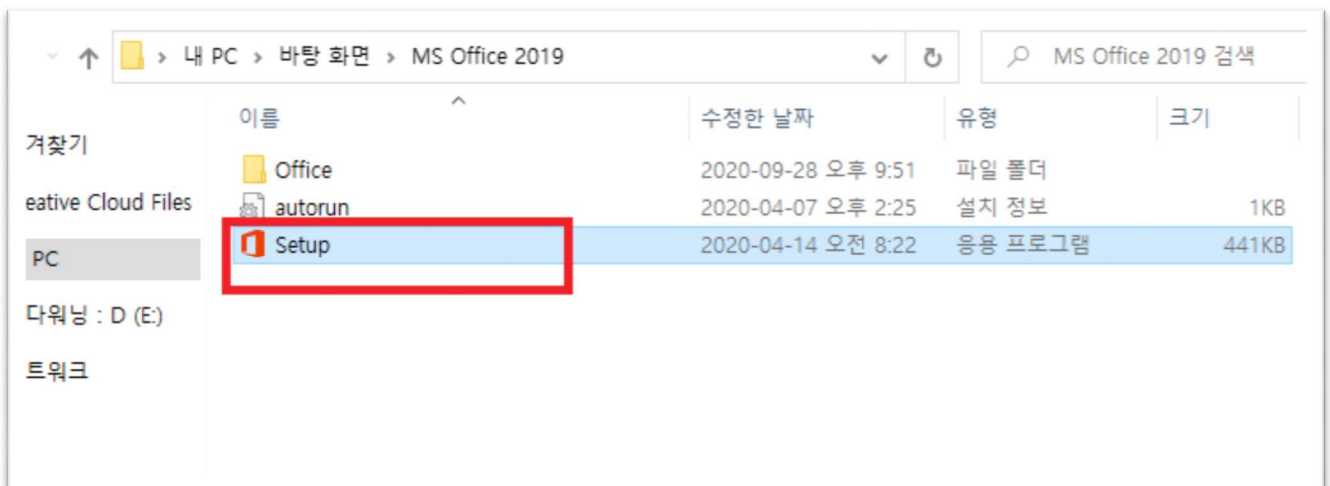 내 PC > 바탕 화면 > MS Office 2019
MS Office 2019 검색
이름 수정한 날짜 유형 크기
겨찾기
eative Cloud Files
PC
다워닝 : D (E:)
트워크
Office 2020-09-28 오후 9:51 파일 폴더
autorun 2020-04-07 오후 2:25 설치 정보 1KB
Setup 2020-04-14 오전 8:22 응용 프로그램 441KB